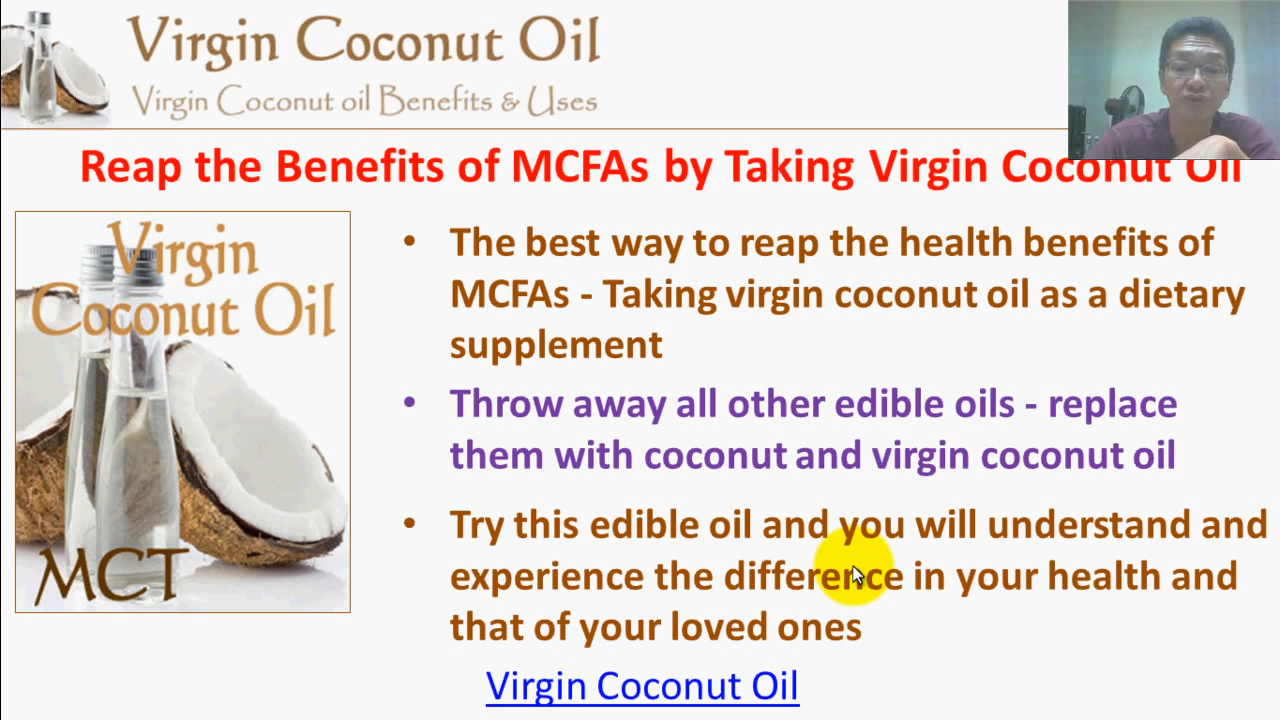 Virgin Coconut Oil
Virgin Coconut oil Benefits & Uses
Reap the Benefits of MCFAs by Taking Virgin Coconut Oil
Virgin
Coconut Oil
MCT
• The best way to reap the health benefits of
MCFAs - Taking virgin coconut oil as a dietary
supplement
• Throw away all other edible oils - replace
them with coconut and virgin coconut oil
• Try this edible oil and you will understand and
experience the difference in your health and
that of your loved ones
Virgin Coconut Oil